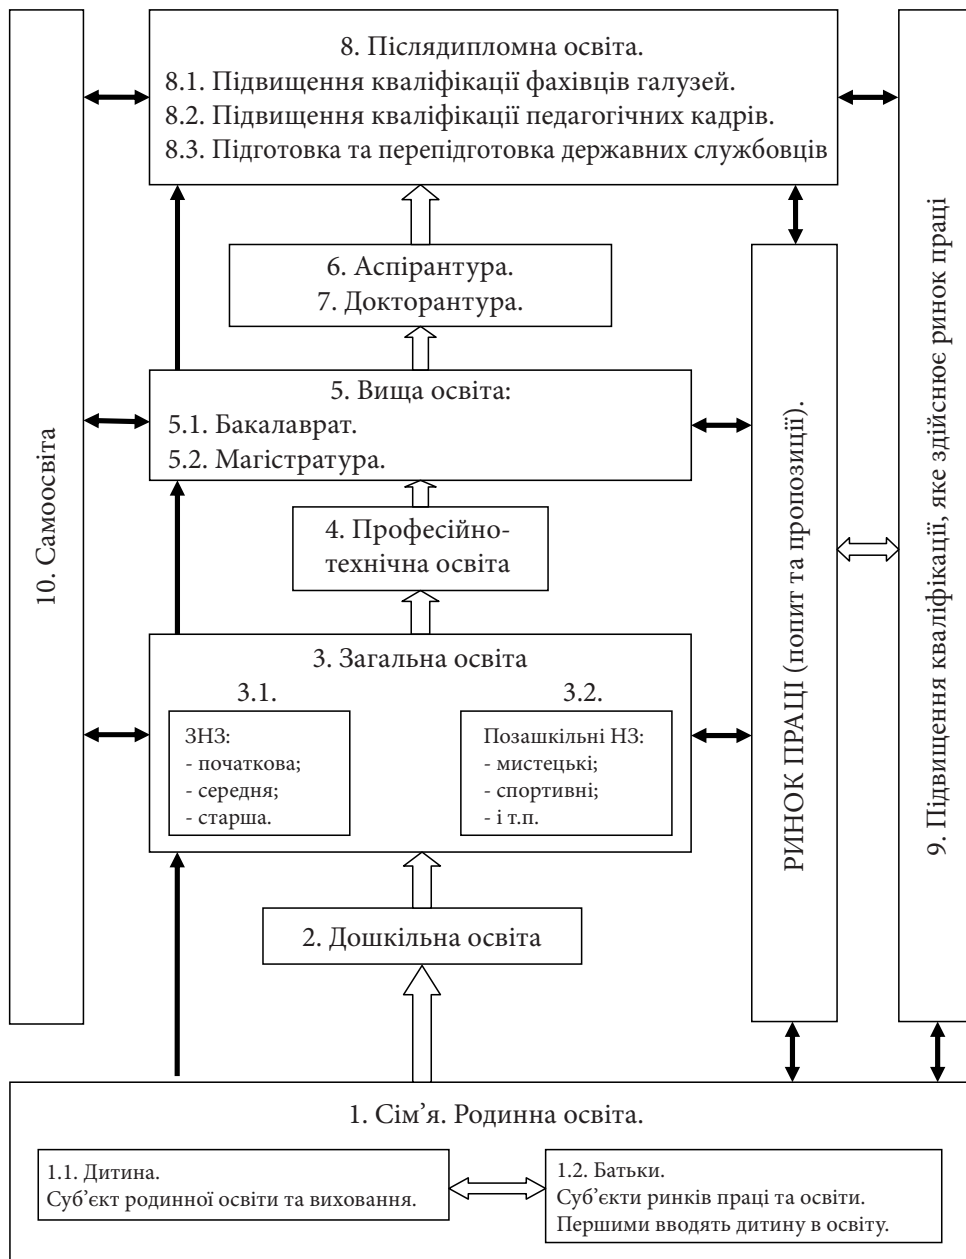 8. Післядипломна освіта.
8.1. Підвищення кваліфікації фахівців галузей.
8.2. Підвищення кваліфікації педагогічних кадрів.
8.3. Підготовка та перепідготовка державних службовців
6. Аспірантура.
7. Докторантура.
5. Вища освіта:
5.1. Бакалаврат.
5.2. Магістратура.
4. Професійно-
технічна освіта
3. Загальна освіта
3.1.
ЗНЗ:
- початкова;
- середня;
- старша.
3.2.
Позашкільні НЗ:
- мистецькі;
- спортивні;
- і т.п.
2. Дошкільна освіта
10. Самоосвіта
РИНОК ПРАЦІ (попит та пропозиції).
9. Підвищення кваліфікації, яке здійснює ринок праці
1. Сім’я. Родинна освіта.
1.1. Дитина.
Суб’єкт родинної освіти та виховання.
1.2. Батьки.
Суб’єкти ринків праці та освіти.
Першими вводять дитину в освіту.